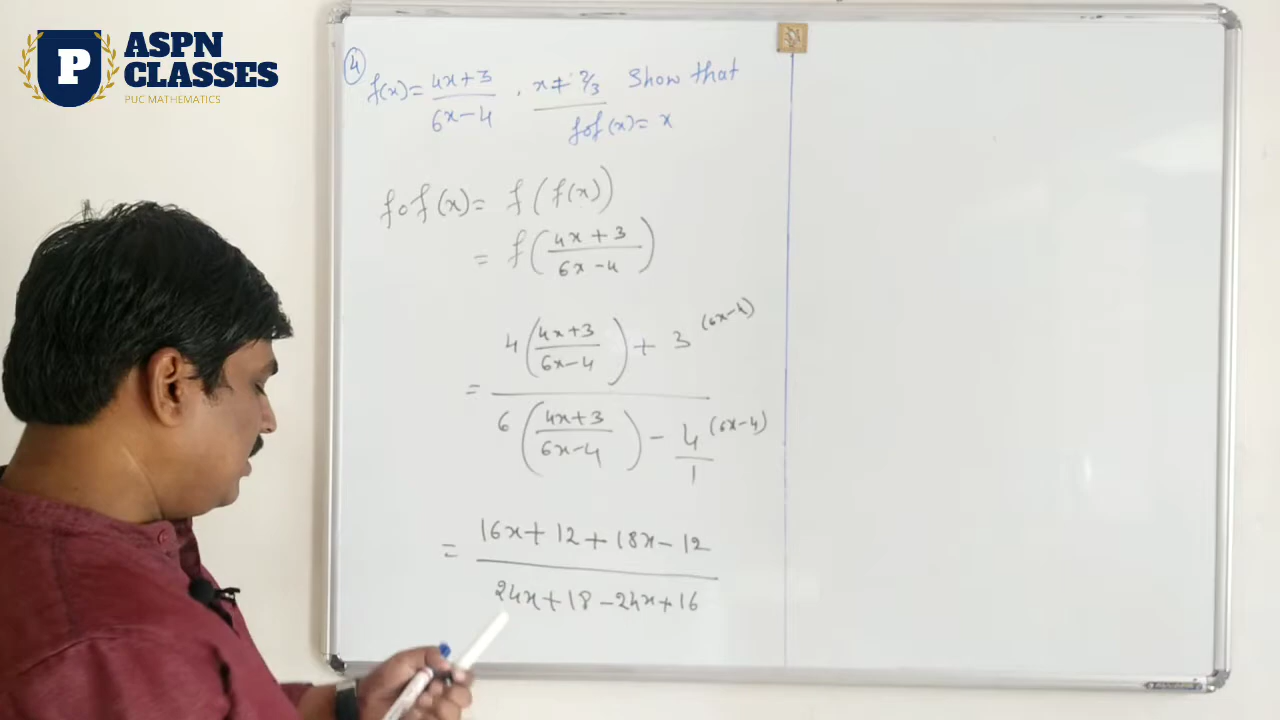 P
ASPN
CLASSES
PUC MATHEMATICS
4
f(x) = 4x+3 / 6x-4 , x ≠ 2/3 Show that
fof(x) = x
fof(x) = f(f(x))
= f(4x+3 / 6x-4)
= 4(4x+3 / 6x-4) + 3 (6x-4)
6(4x+3 / 6x-4) - 4/1 (6x-4)
= 16x + 12 + 18x - 12
24x + 18 - 24x + 16